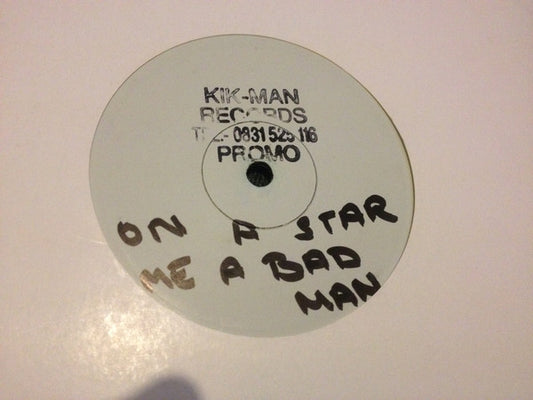 KIK-MAN
RECORDS
TEL:- 0831 525 116
PROMO
ON A STAR
ME A BAD
MAN